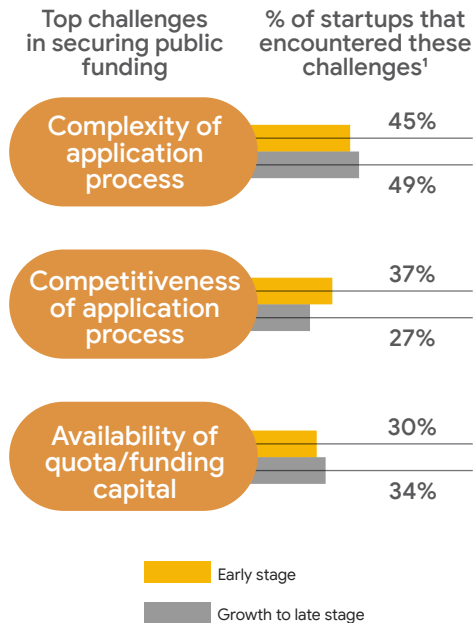 Top challenges
in securing public
funding
% of startups that
encountered these
challenges¹
Complexity of
application
process
45%
49%
Competitiveness
of application
process
37%
27%
Availability of
quota/funding
capital
30%
34%
Early stage
Growth to late stage